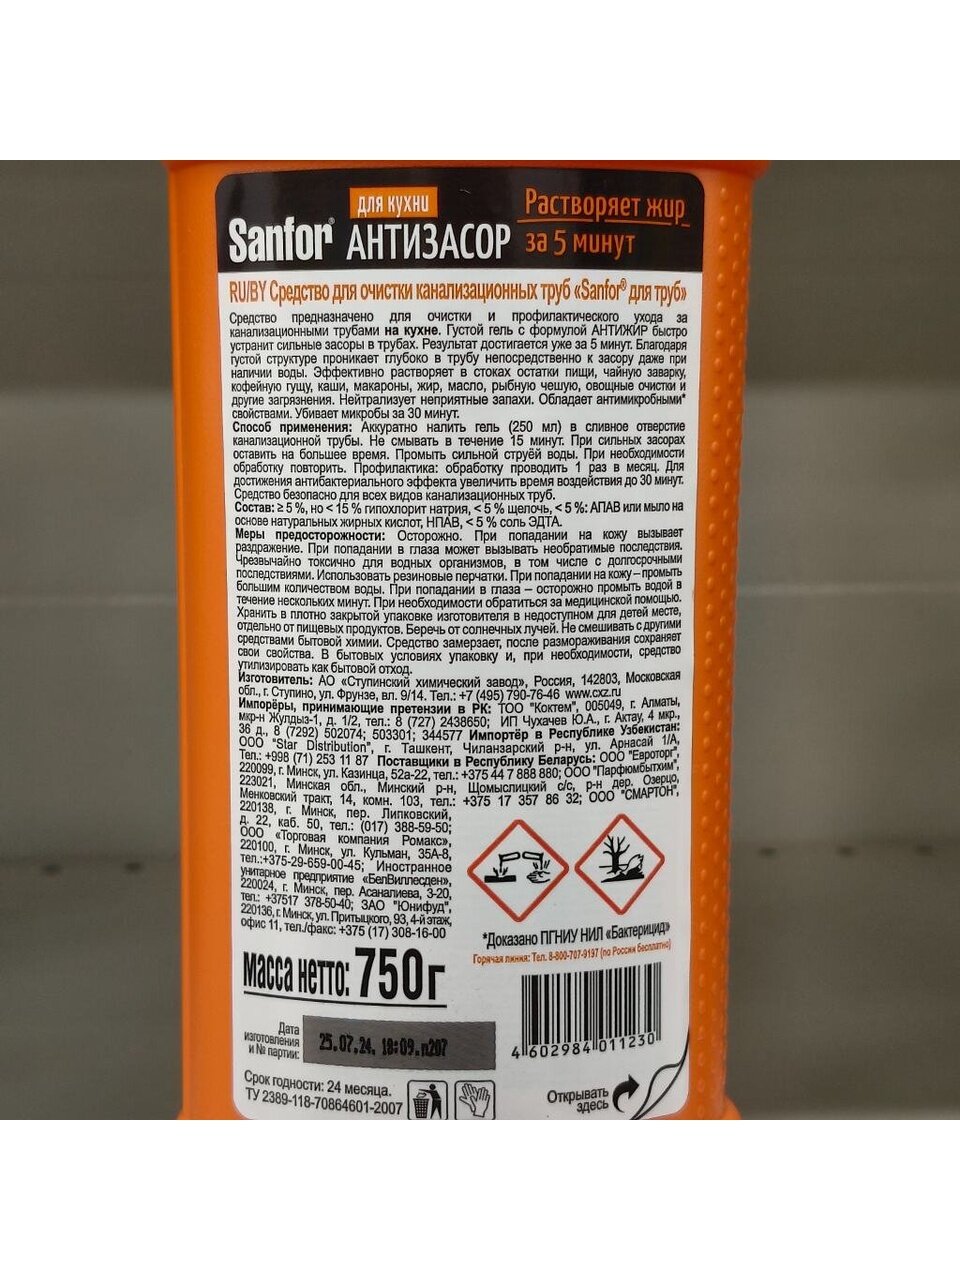 для кухни
Sanfor® АНТИЗАСОР
Растворяет жир
за 5 минут
RU/BY Средство для очистки канализационных труб «Sanfor® для труб»
Средство предназначено для очистки и профилактического ухода за
канализационными трубами на кухне. Густой гель с формулой АНТИЖИР быстро
устранит сильные засоры в трубах. Результат достигается уже за 5 минут. Благодаря
густой структуре проникает глубоко в трубу непосредственно к засору даже при
наличии воды. Эффективно растворяет в стоках остатки пищи, чайную заварку,
кофейную гущу, каши, макароны, жир, масло, рыбную чешую, овощные очистки и
другие загрязнения. Нейтрализует неприятные запахи. Обладает антимикробными*
свойствами. Убивает микробы за 30 минут.
Способ применения: Аккуратно налить гель (250 мл) в сливное отверстие
канализационной трубы. Не смывать в течение 15 минут. При сильных засорах
оставить на большее время. Промыть сильной струёй воды. При необходимости
обработку повторить. Профилактика: обработку проводить 1 раз в месяц. Для
достижения антибактериального эффекта увеличить время воздействия до 30 минут.
Средство безопасно для всех видов канализационных труб.
Состав: ≥ 5 %, но < 15 % гипохлорит натрия, < 5 % щелочь, < 5 %: АПАВ или мыло на
основе натуральных жирных кислот, НПАВ, < 5 % соль ЭДТА.
Меры предосторожности: Осторожно. При попадании на кожу вызывает
раздражение. При попадании в глаза может вызывать необратимые последствия.
Чрезвычайно токсично для водных организмов, в том числе с долгосрочными
последствиями. Использовать резиновые перчатки. При попадании на кожу – промыть
большим количеством воды. При попадании в глаза – осторожно промыть водой в
течение нескольких минут. При необходимости обратиться за медицинской помощью.
Хранить в плотно закрытой упаковке изготовителя в недоступном для детей месте,
отдельно от пищевых продуктов. Беречь от солнечных лучей. Не смешивать с другими
средствами бытовой химии. Средство замерзает, после размораживания сохраняет
свои свойства. В бытовых условиях упаковку и, при необходимости, средство
утилизировать как бытовой отход.
Изготовитель: АО «Ступинский химический завод», Россия, 142803, Московская
обл., г. Ступино, ул. Фрунзе, вл. 9/14. Тел.: +7 (495) 790-76-46 www.cxz.ru
Импортёры, принимающие претензии в РК: ТОО "Коктем", 005049, г. Алматы,
мкр-н Жулдыз-1, д. 1/2, тел.: 8 (727) 2438650; ИП Чухачев Ю.А., г. Актау, 4 мкр.,
36 д., 8 (7292) 502074; 503301; 344577 Импортёр в Республике Узбекистан:
ООО "Star Distribution", г. Ташкент, Чиланзарский р-н, ул. Арнасай 1/А,
Тел.: +998 (71) 253 11 87 Поставщики в Республику Беларусь: ООО "Евроторг",
220099, г. Минск, ул. Казинца, 52а-22, тел.: +375 44 7 888 880; ООО "Парфюмбытхим",
223021, Минская обл., Минский р-н, Щомыслицкий с/с, р-н дер. Озерцо,
Менковский тракт, 14, комн. 103, тел.: +375 17 357 86 32; ООО "СМАРТОН",
220138, г. Минск, пер. Липковский,
д. 22, каб. 50, тел.: (017) 388-59-50;
ООО «Торговая компания Ромакс»,
220100, г. Минск, ул. Кульман, 35А-8,
тел.:+375-29-659-00-45; Иностранное
унитарное предприятие «БелВиллесден»,
220024, г. Минск, пер. Асаналиева, 3-20,
тел.: +37517 378-50-40; ЗАО "Юнифуд",
220136, г. Минск, ул. Притыцкого, 93, 4-й этаж,
офис 11, тел./факс: +375 (17) 308-16-00
*Доказано ПГНИУ НИЛ «Бактерицид»
Горячая линия: Тел. 8-800-707-9197 (по России бесплатно)
масса нетто: 750г
Дата
изготовления
и № партии:
25.07.24. 18:09.п207
4 602984 011230
Срок годности: 24 месяца.
ТУ 2389-118-70864601-2007
Открывать
здесь